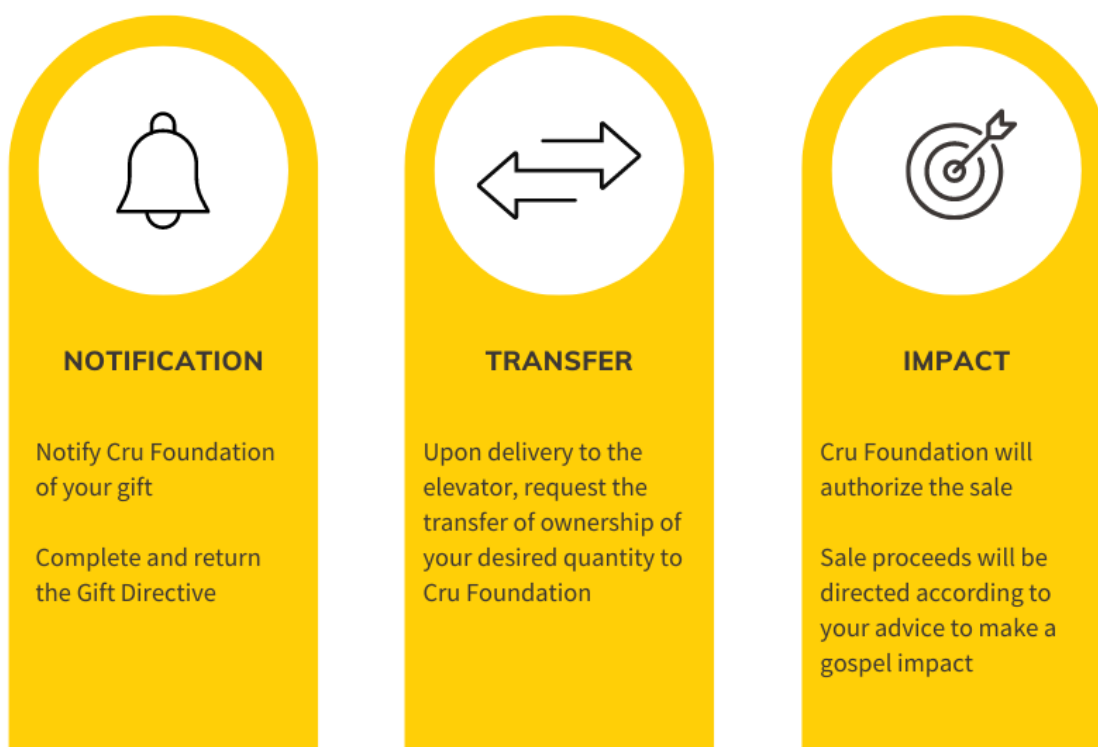 NOTIFICATION
Notify Cru Foundation
of your gift
Complete and return
the Gift Directive
TRANSFER
Upon delivery to the
elevator, request the
transfer of ownership of
your desired quantity to
Cru Foundation
IMPACT
Cru Foundation will
authorize the sale
Sale proceeds will be
directed according to
your advice to make a
gospel impact